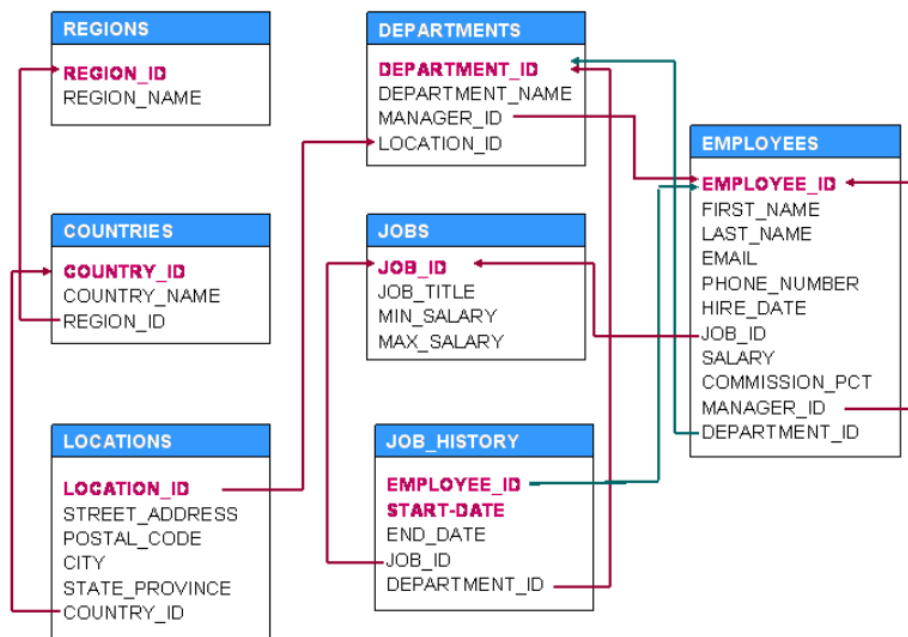 REGIONS
REGION_ID
REGION_NAME
COUNTRIES
COUNTRY_ID
COUNTRY_NAME
REGION_ID
LOCATIONS
LOCATION_ID
STREET_ADDRESS
POSTAL_CODE
CITY
STATE_PROVINCE
COUNTRY_ID
DEPARTMENTS
DEPARTMENT_ID
DEPARTMENT_NAME
MANAGER_ID
LOCATION_ID
JOBS
JOB_ID
JOB_TITLE
MIN_SALARY
MAX_SALARY
JOB_HISTORY
EMPLOYEE_ID
START-DATE
END_DATE
JOB_ID
DEPARTMENT_ID
EMPLOYEES
EMPLOYEE_ID
FIRST_NAME
LAST_NAME
EMAIL
PHONE_NUMBER
HIRE_DATE
JOB_ID
SALARY
COMMISSION_PCT
MANAGER_ID
DEPARTMENT_ID